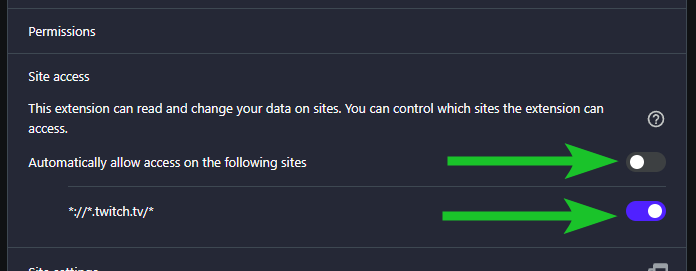 Permissions
Site access
This extension can read and change your data on sites. You can control which sites the extension can
access.
Automatically allow access on the following sites
*://*.twitch.tv/*
Site settings